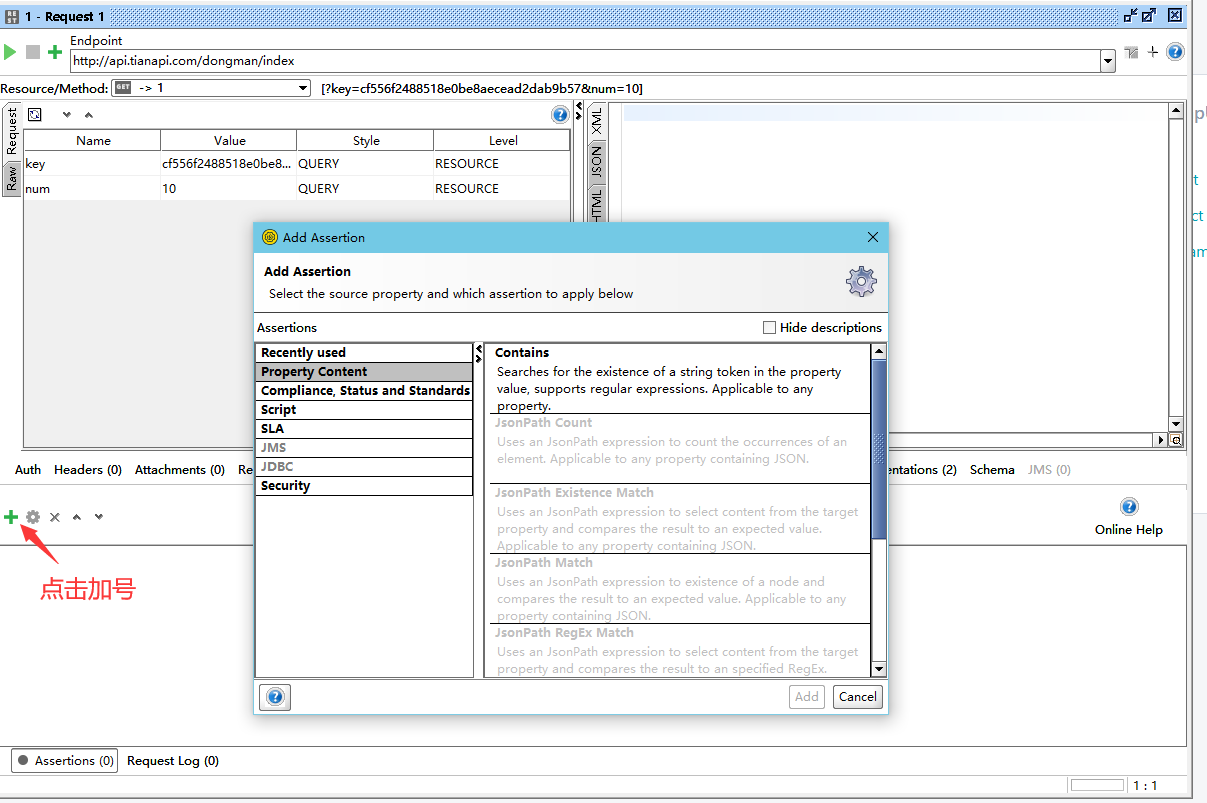 REST 1 - Request 1
Endpoint
http://api.tianapi.com/dongman/index
Resource/Method: GET -> 1 [?key=cf556f2488518e0be8aecead2dab9b57&num=10]
Request
Raw
Name Value Style Level
key cf556f2488518e0be8... QUERY RESOURCE
num 10 QUERY RESOURCE
XML
JSON
HTML
Add Assertion
Add Assertion
Select the source property and which assertion to apply below
Assertions
Hide descriptions
Recently used
Property Content
Compliance, Status and Standards
Script
SLA
JMS
JDBC
Security
Contains
Searches for the existence of a string token in the property
value, supports regular expressions. Applicable to any
property.
JsonPath Count
Uses an JsonPath expression to count the occurrences of an
element. Applicable to any property containing JSON.
JsonPath Existence Match
Uses an JsonPath expression to select content from the target
property and compares the result to an expected value.
Applicable to any property containing JSON.
JsonPath Match
Uses an JsonPath expression to existence of a node and
compares the result to an expected value. Applicable to any
property containing JSON.
JsonPath RegEx Match
Uses an JsonPath expression to select content from the target
property and compares the result to an specified RegEx.
Add Cancel
Auth Headers (0) Attachments (0) Re
entations (2) Schema JMS (0)
Online Help
点击加号
Assertions (0) Request Log (0)
1 : 1